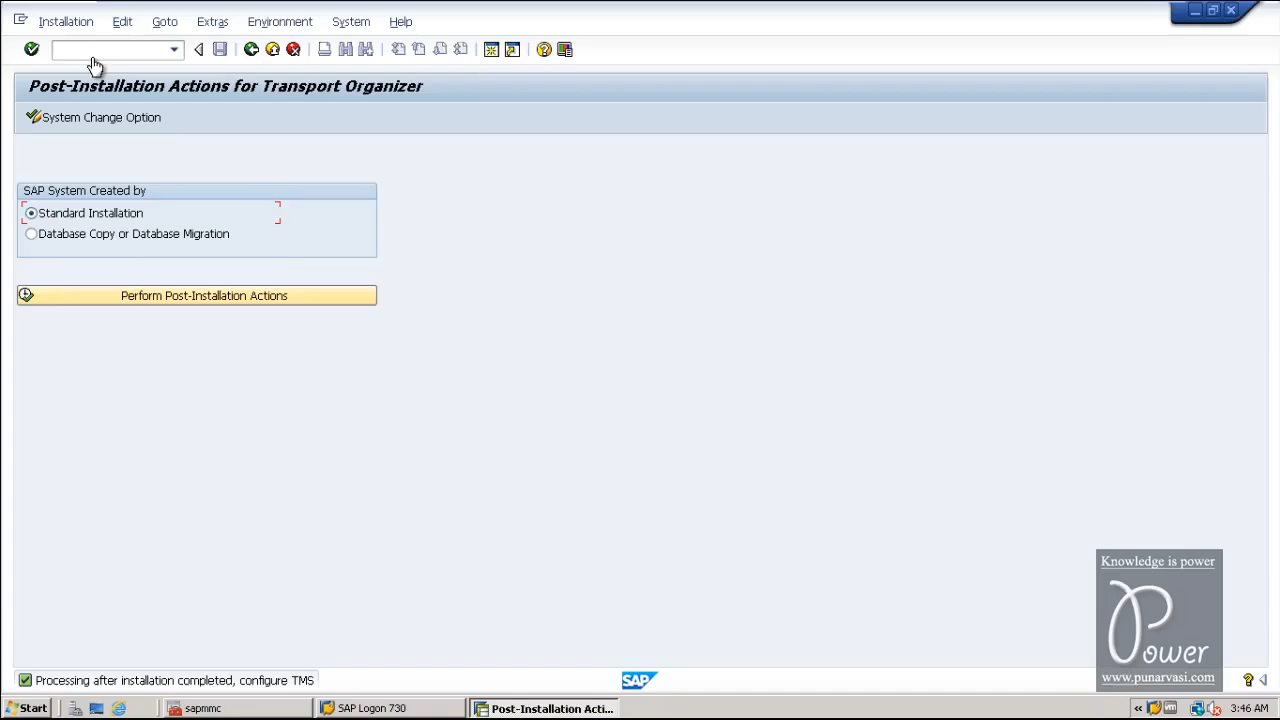 Installation Edit Goto Extras Environment System Help
Post-Installation Actions for Transport Organizer
System Change Option
SAP System Created by
Standard Installation
Database Copy or Database Migration
Perform Post-Installation Actions
Knowledge is power
Power
www.punarvasi.com
Processing after installation completed, configure TMS
SAP
Start
sapmmc
SAP Logon 730
Post-Installation Acti...
3:46 AM